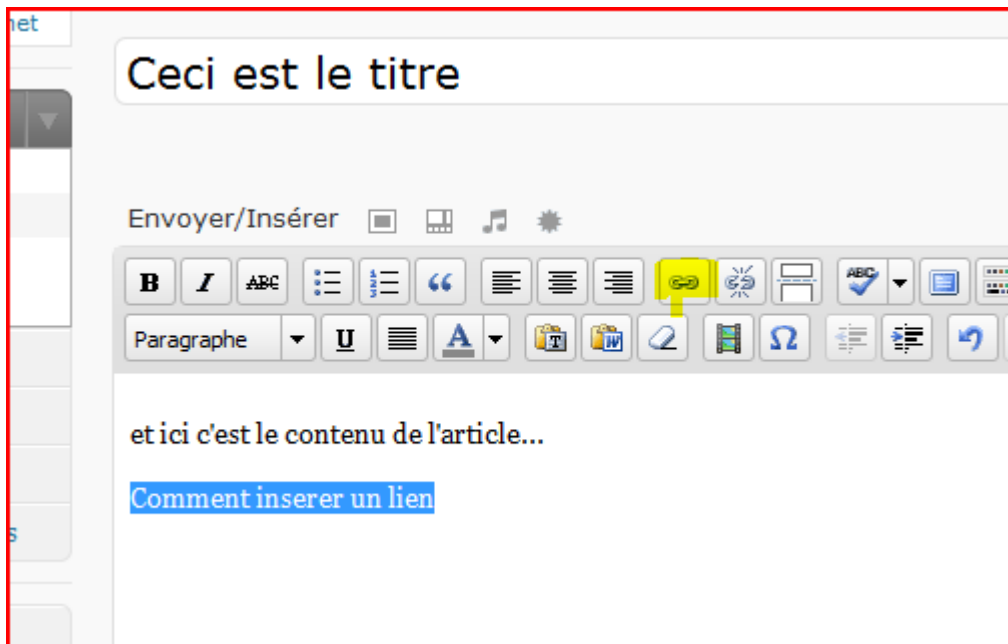 net
Ceci est le titre
Envoyer/Insérer
B I ABC ABC
Paragraphe U A T W Ω
et ici c'est le contenu de l'article...
Comment inserer un lien
s